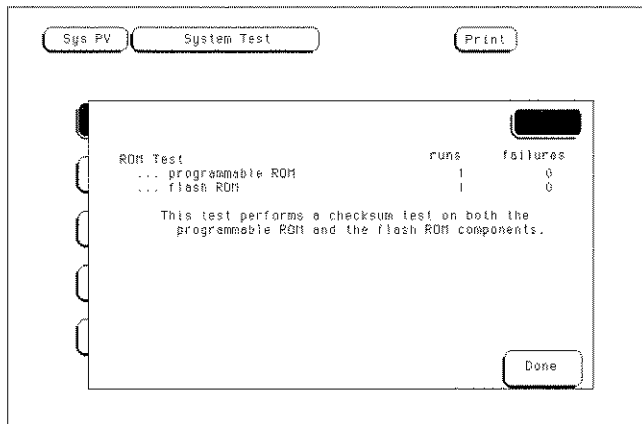 Sys PV System Test Print
ROM Test runs failures
... programmable ROM 1 0
... flash ROM 1 0
This test performs a checksum test on both the
programmable ROM and the flash ROM components.
Done